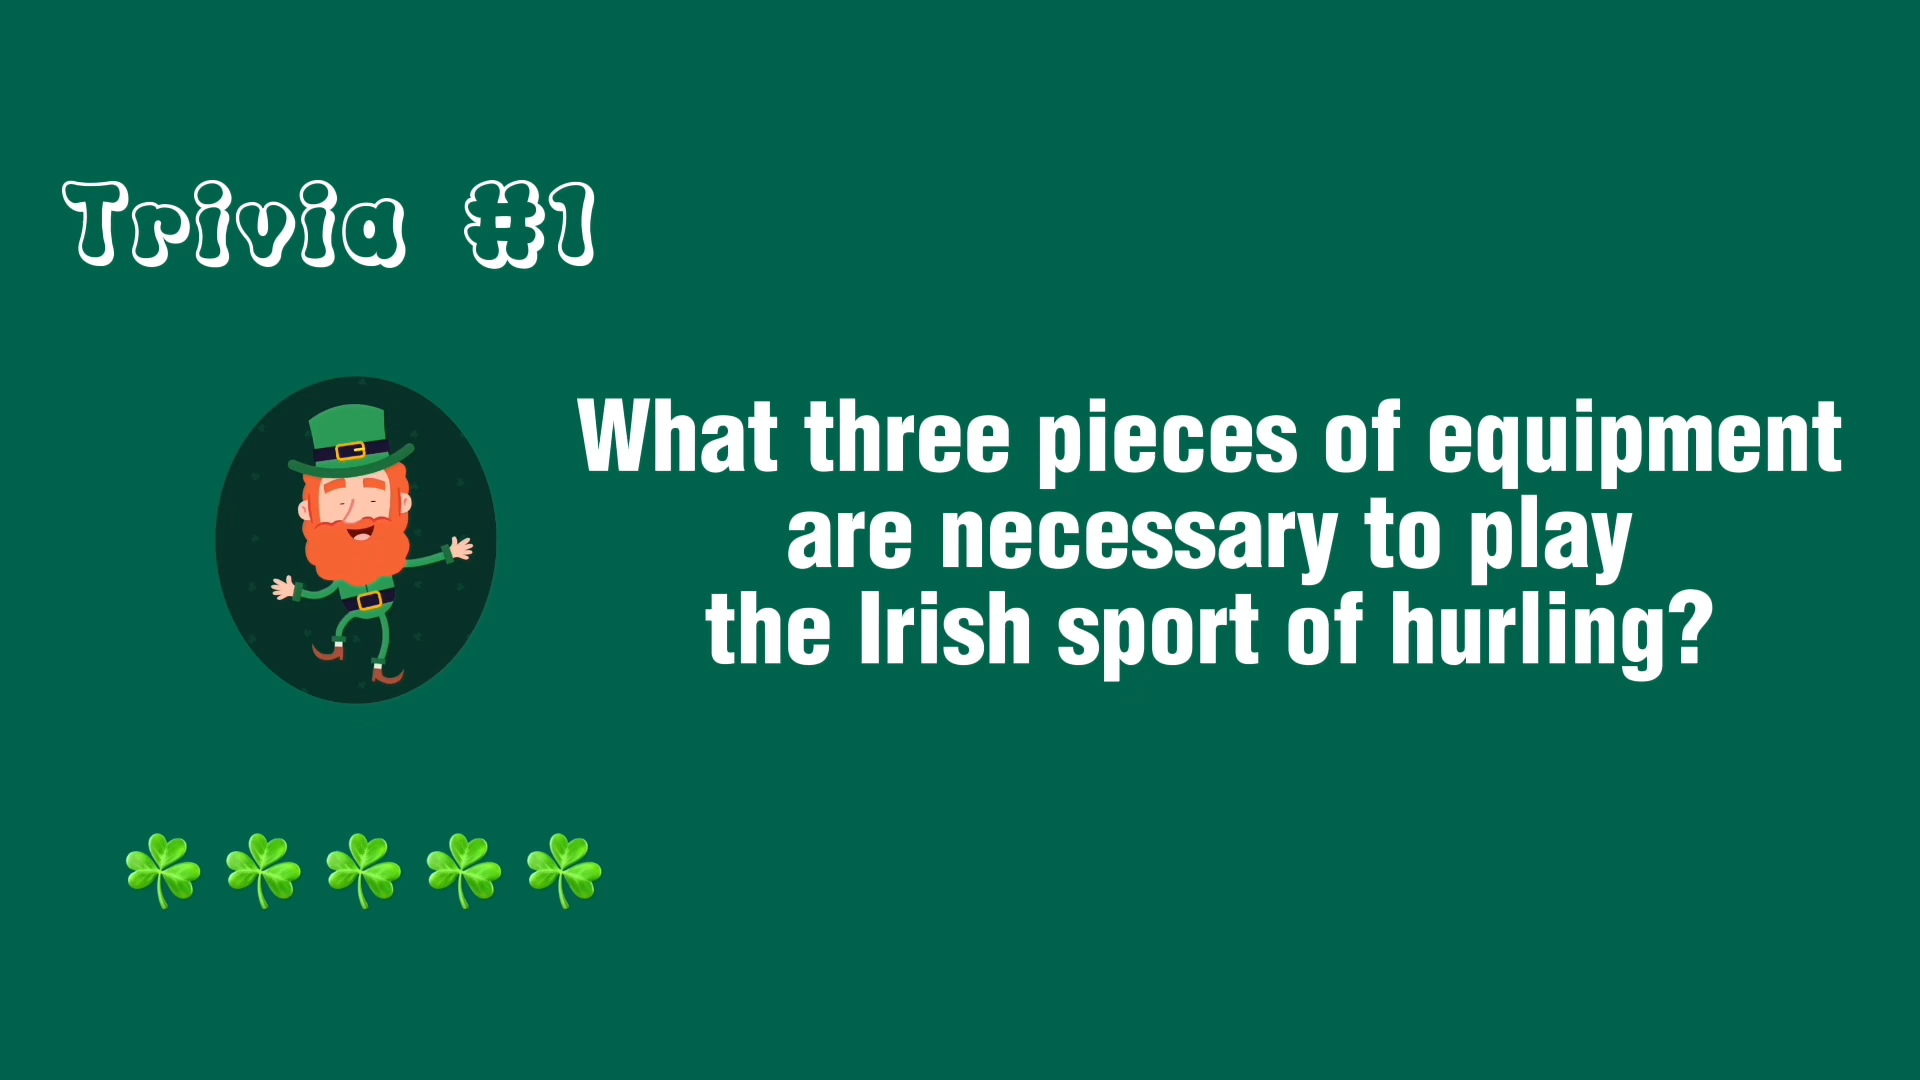 Trivia #1
What three pieces of equipment
are necessary to play
the Irish sport of hurling?